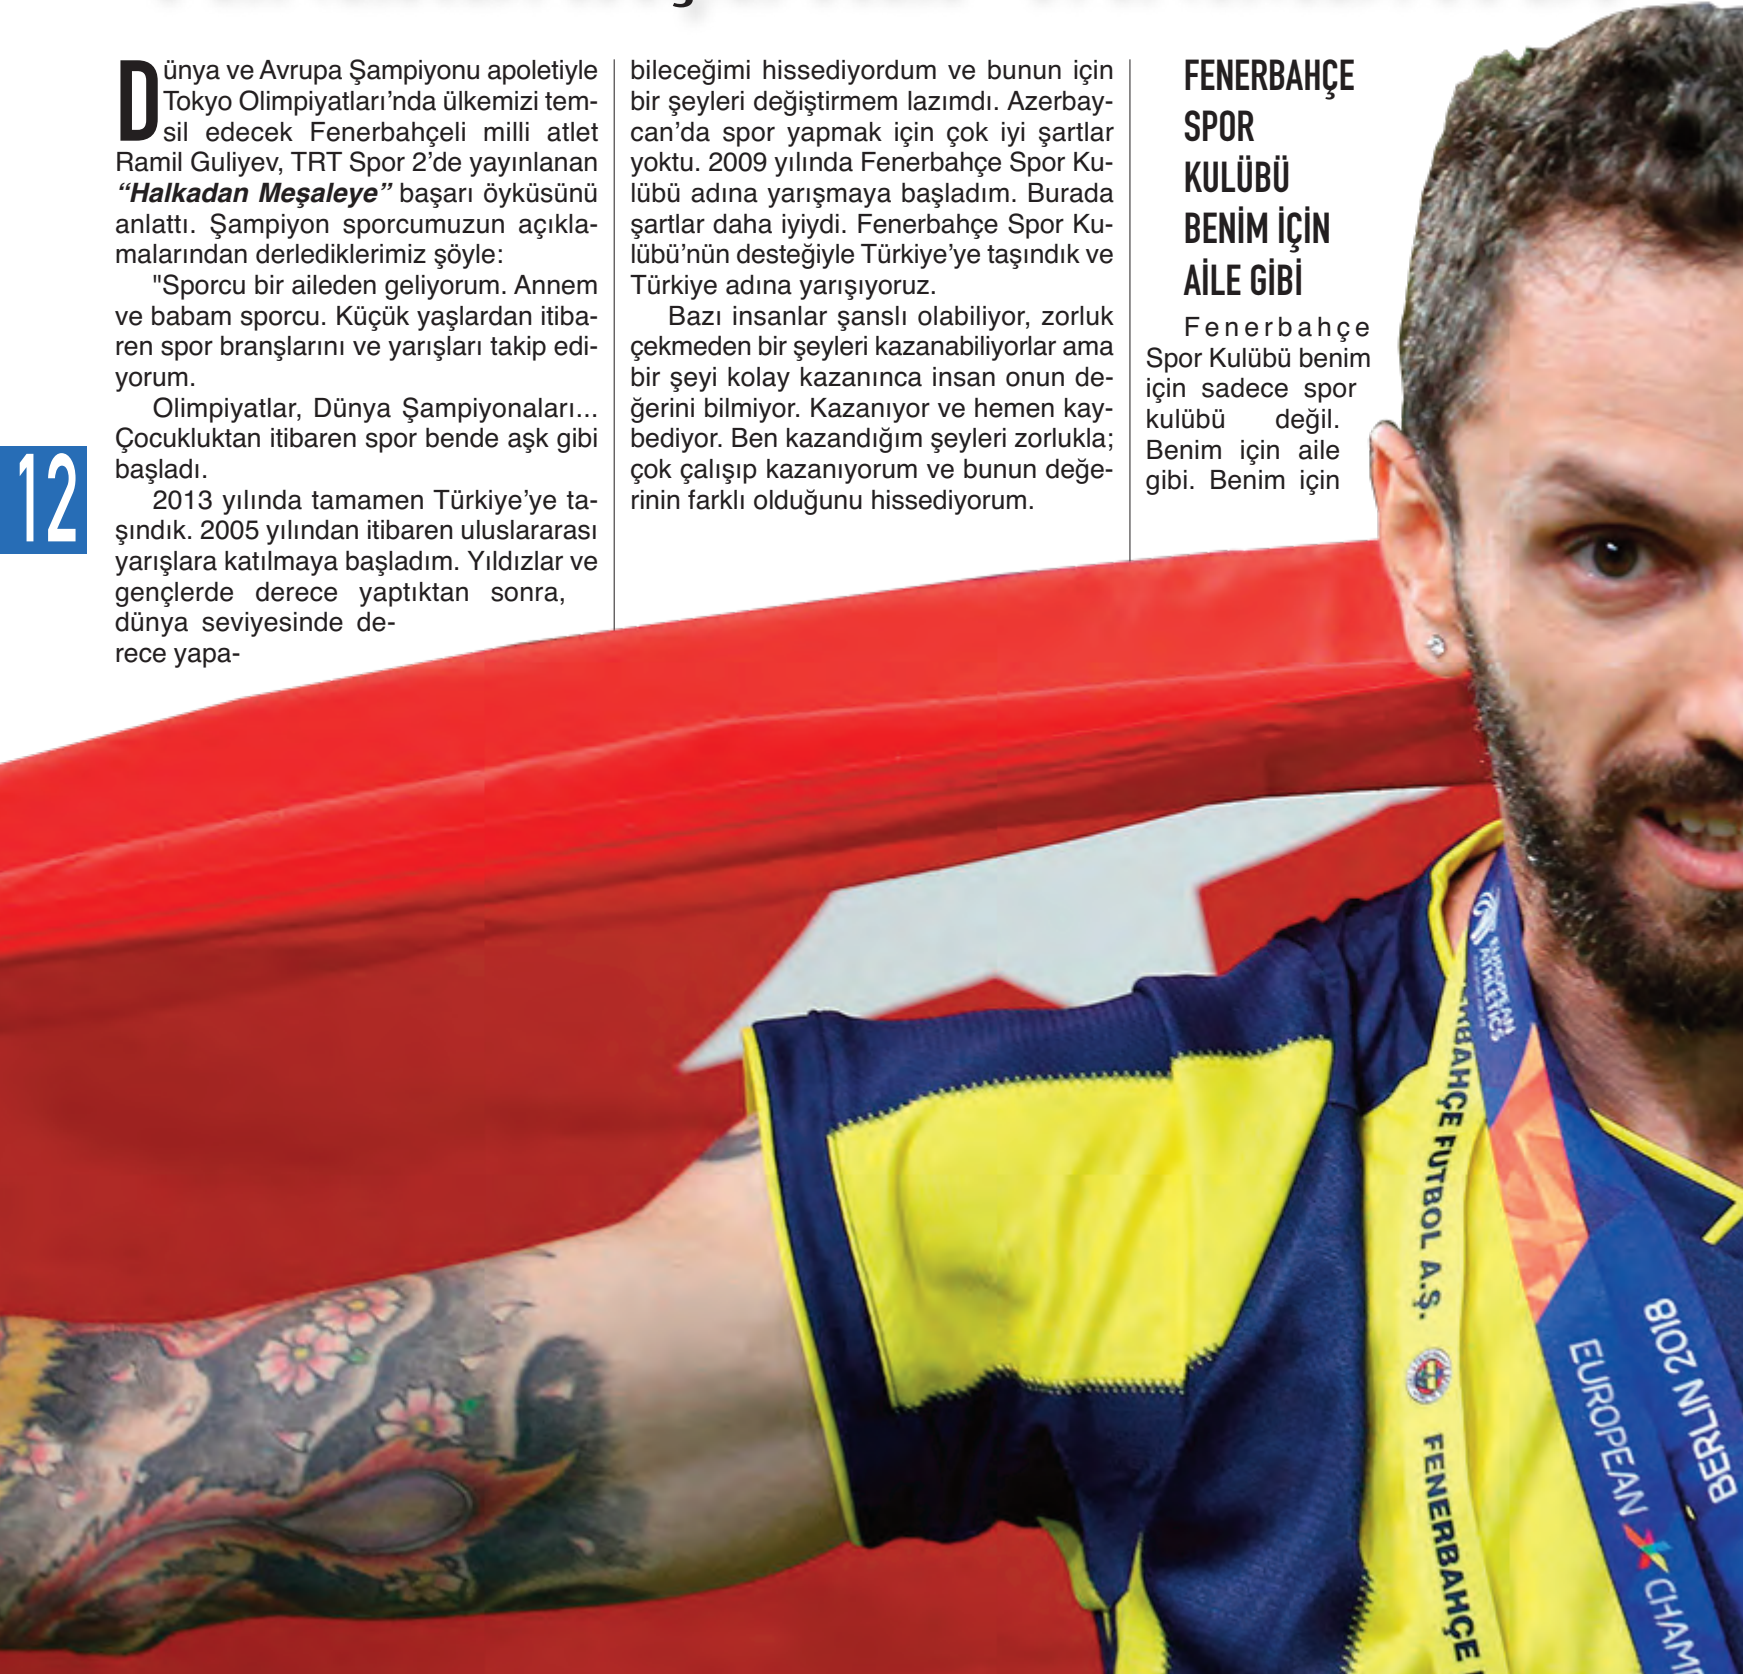 Dünya ve Avrupa Şampiyonu apoletiyle
Tokyo Olimpiyatları’nda ülkemizi tem-
sil edecek Fenerbahçeli milli atlet
Ramil Guliyev, TRT Spor 2’de yayınlanan
“Halkadan Meşaleye” başarı öyküsünü
anlattı. Şampiyon sporcumuzun açıkla-
malarından derlediklerimiz şöyle:
"Sporcu bir aileden geliyorum. Annem
ve babam sporcu. Küçük yaşlardan itiba-
ren spor branşlarını ve yarışları takip edi-
yorum.
Olimpiyatlar, Dünya Şampiyonaları...
Çocukluktan itibaren spor bende aşk gibi
başladı.
2013 yılında tamamen Türkiye’ye ta-
şındık. 2005 yılından itibaren uluslararası
yarışlara katılmaya başladım. Yıldızlar ve
gençlerde derece yaptıktan sonra,
dünya seviyesinde de-
rece yapa-
bileceğimi hissediyordum ve bunun için
bir şeyleri değiştirmem lazımdı. Azerbay-
can’da spor yapmak için çok iyi şartlar
yoktu. 2009 yılında Fenerbahçe Spor Ku-
lübü adına yarışmaya başladım. Burada
şartlar daha iyiydi. Fenerbahçe Spor Ku-
lübü’nün desteğiyle Türkiye’ye taşındık ve
Türkiye adına yarışıyoruz.
Bazı insanlar şanslı olabiliyor, zorluk
çekmeden bir şeyleri kazanabiliyorlar ama
bir şeyi kolay kazanınca insan onun de-
ğerini bilmiyor. Kazanıyor ve hemen kay-
bediyor. Ben kazandığım şeyleri zorlukla;
çok çalışıp kazanıyorum ve bunun değe-
rinin farklı olduğunu hissediyorum.
FENERBAHÇE
SPOR
KULÜBÜ
BENİM İÇİN
AİLE GİBİ
Fenerbahçe
Spor Kulübü benim
için sadece spor
kulübü değil.
Benim için aile
gibi. Benim için
12
EUROPEAN
ATHLETICS
FUTBOL A.Ş.
FENERBAHÇE
EUROPEAN
BERLIN 2018